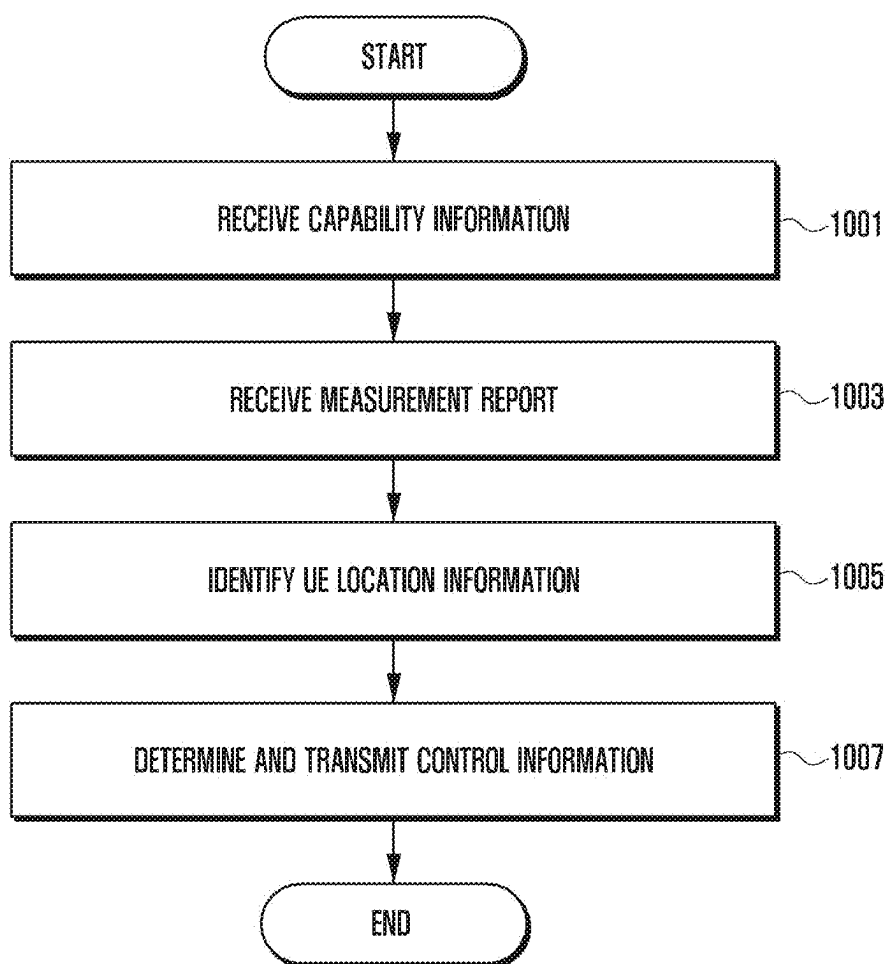 START
RECEIVE CAPABILITY INFORMATION
1001
RECEIVE MEASUREMENT REPORT
1003
IDENTIFY UE LOCATION INFORMATION
1005
DETERMINE AND TRANSMIT CONTROL INFORMATION
1007
END